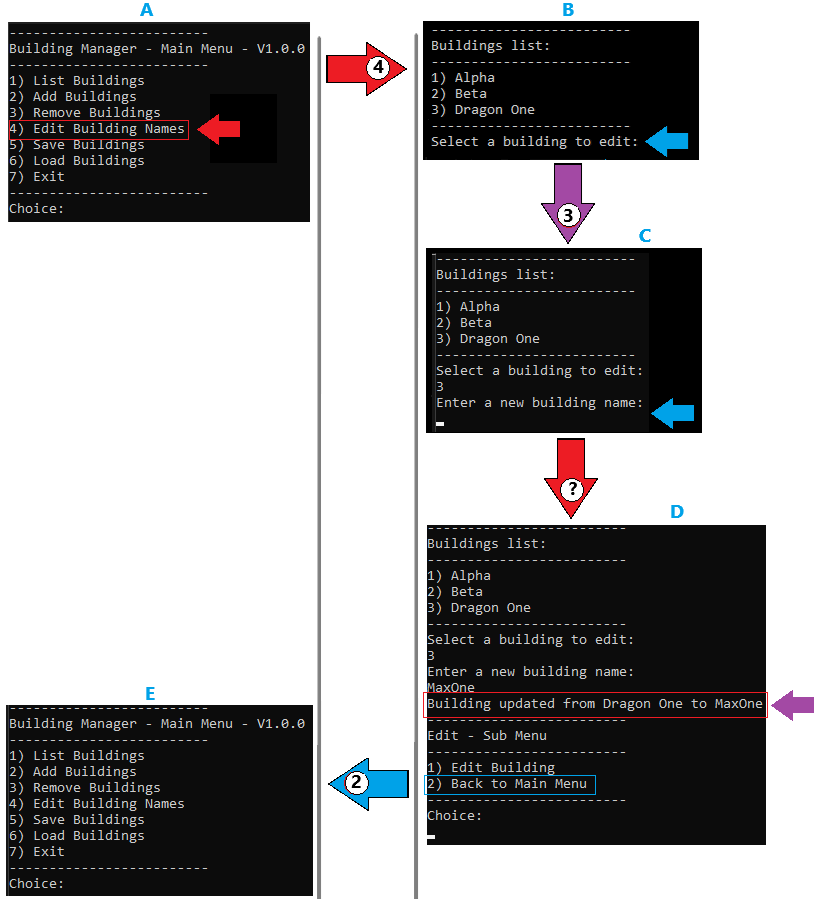 A
-------------------------
Building Manager - Main Menu - V1.0.0
-------------------------
1) List Buildings
2) Add Buildings
3) Remove Buildings
4) Edit Building Names
5) Save Buildings
6) Load Buildings
7) Exit
-------------------------
Choice:
4
B
-------------------------
Buildings list:
-------------------------
1) Alpha
2) Beta
3) Dragon One
-------------------------
Select a building to edit:
3
C
-------------------------
Buildings list:
-------------------------
1) Alpha
2) Beta
3) Dragon One
-------------------------
Select a building to edit:
3
Enter a new building name:
?
D
-------------------------
Buildings list:
-------------------------
1) Alpha
2) Beta
3) Dragon One
-------------------------
Select a building to edit:
3
Enter a new building name:
MaxOne
Building updated from Dragon One to MaxOne
-------------------------
Edit - Sub Menu
-------------------------
1) Edit Building
2) Back to Main Menu
-------------------------
Choice:
2
E
-------------------------
Building Manager - Main Menu - V1.0.0
-------------------------
1) List Buildings
2) Add Buildings
3) Remove Buildings
4) Edit Building Names
5) Save Buildings
6) Load Buildings
7) Exit
-------------------------
Choice: